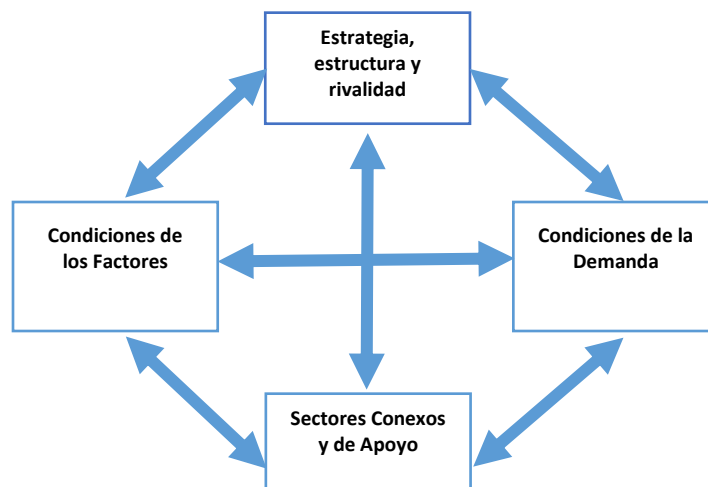 Estrategia,
estructura y
rivalidad
Condiciones de
los Factores
Condiciones de la
Demanda
Sectores Conexos
y de Apoyo